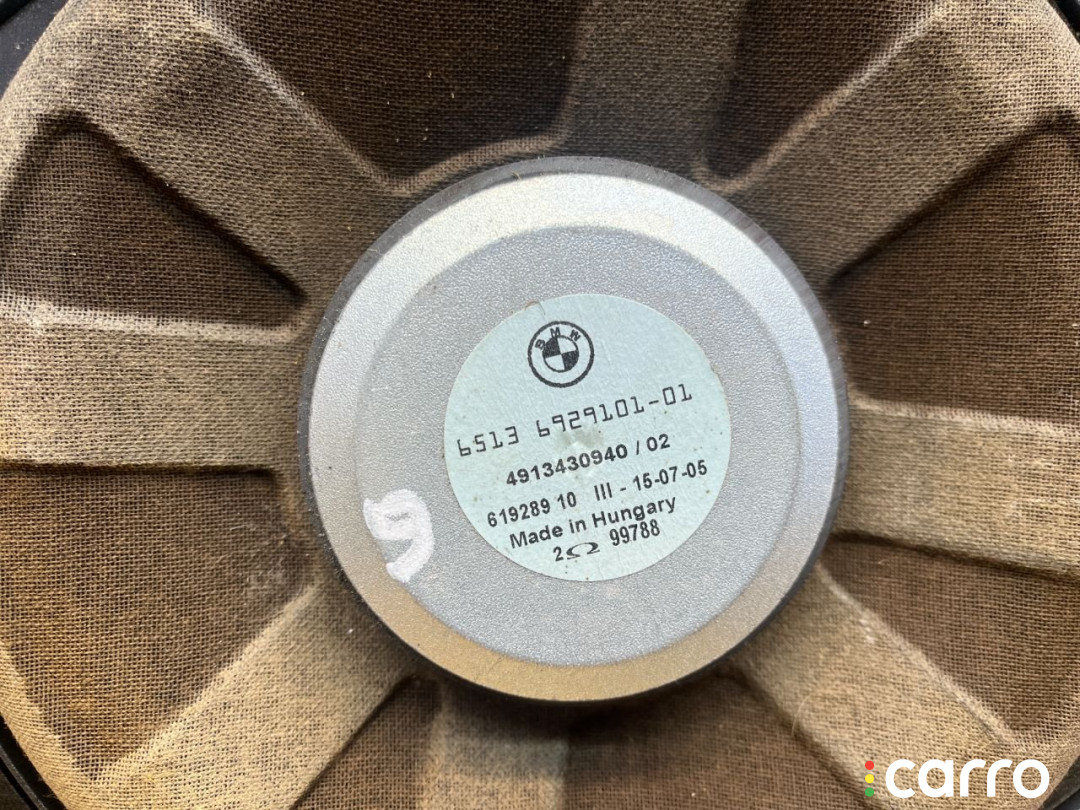 BMW
6513 6929101-01
4913430940 / 02
619289 10 III - 15-07-05
Made in Hungary
2Ω 99788
9
carro